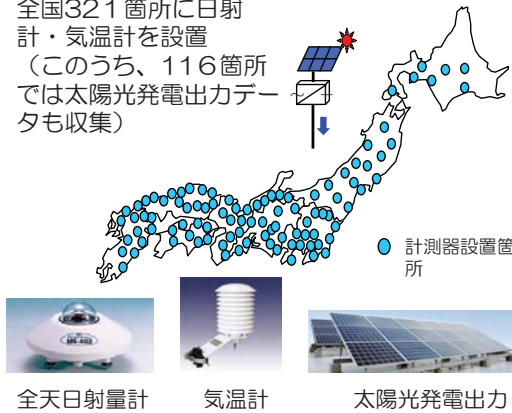 全国321箇所に日射
計・気温計を設置
（このうち、116箇所
では太陽光発電出力デー
タも収集）
計測器設置箇
所
MS-402
全天日射量計
気温計
太陽光発電出力